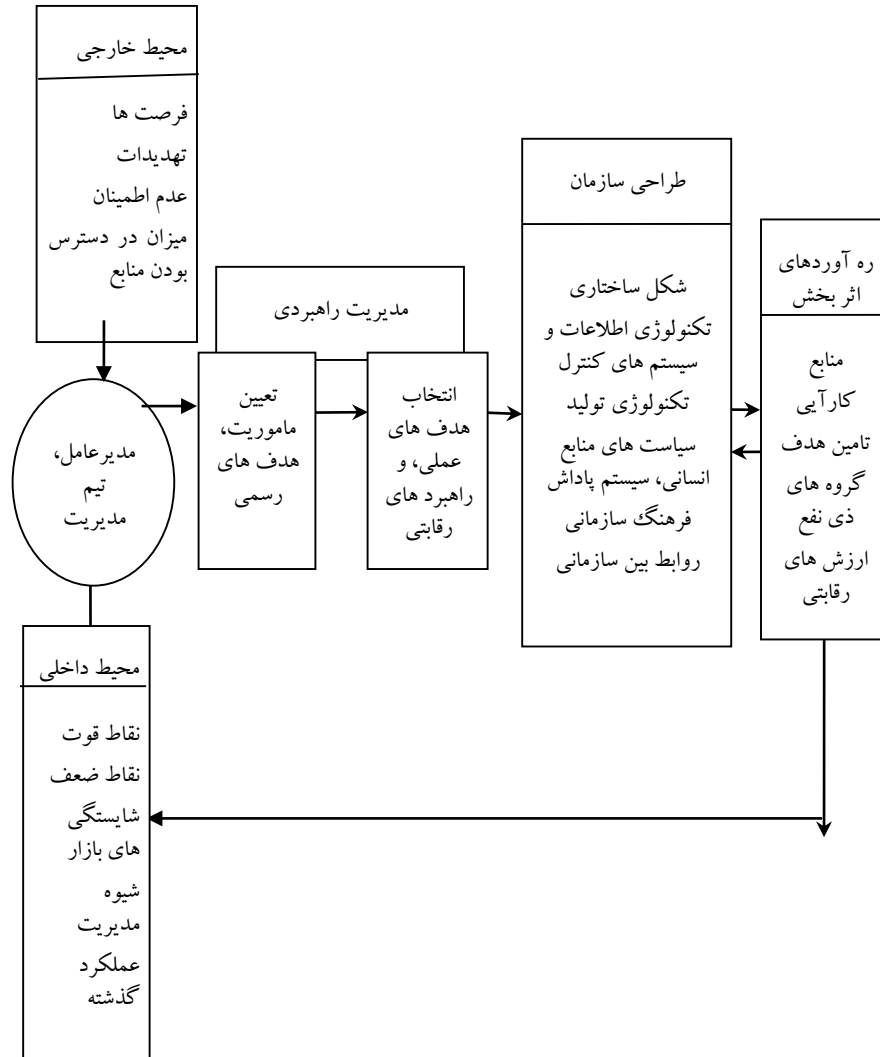 محیط خارجی
فرصت ها
تهدیدات
عدم اطمینان
میزان در دسترس
بودن منابع
مدیرعامل،
تیم
مدیریت
محیط داخلی
نقاط قوت
نقاط ضعف
شایستگی
های بازار
شیوه
مدیریت
عملکرد
گذشته
مدیریت راهبردی
تعیین
ماموریت،
هدف های
رسمی
انتخاب
هدف های
عملی، و
راهبرد های
رقابتی
طراحی سازمان
شکل ساختاری
تکنولوژی اطلاعات و
سیستم های کنترل
تکنولوژی تولید
سیاست های منابع
انسانی، سیستم پاداش
فرهنگ سازمانی
روابط بین سازمانی
ره آوردهای
اثر بخش
منابع
کارآیی
تامین هدف
گروه های
ذی نفع
ارزش های
رقابتی